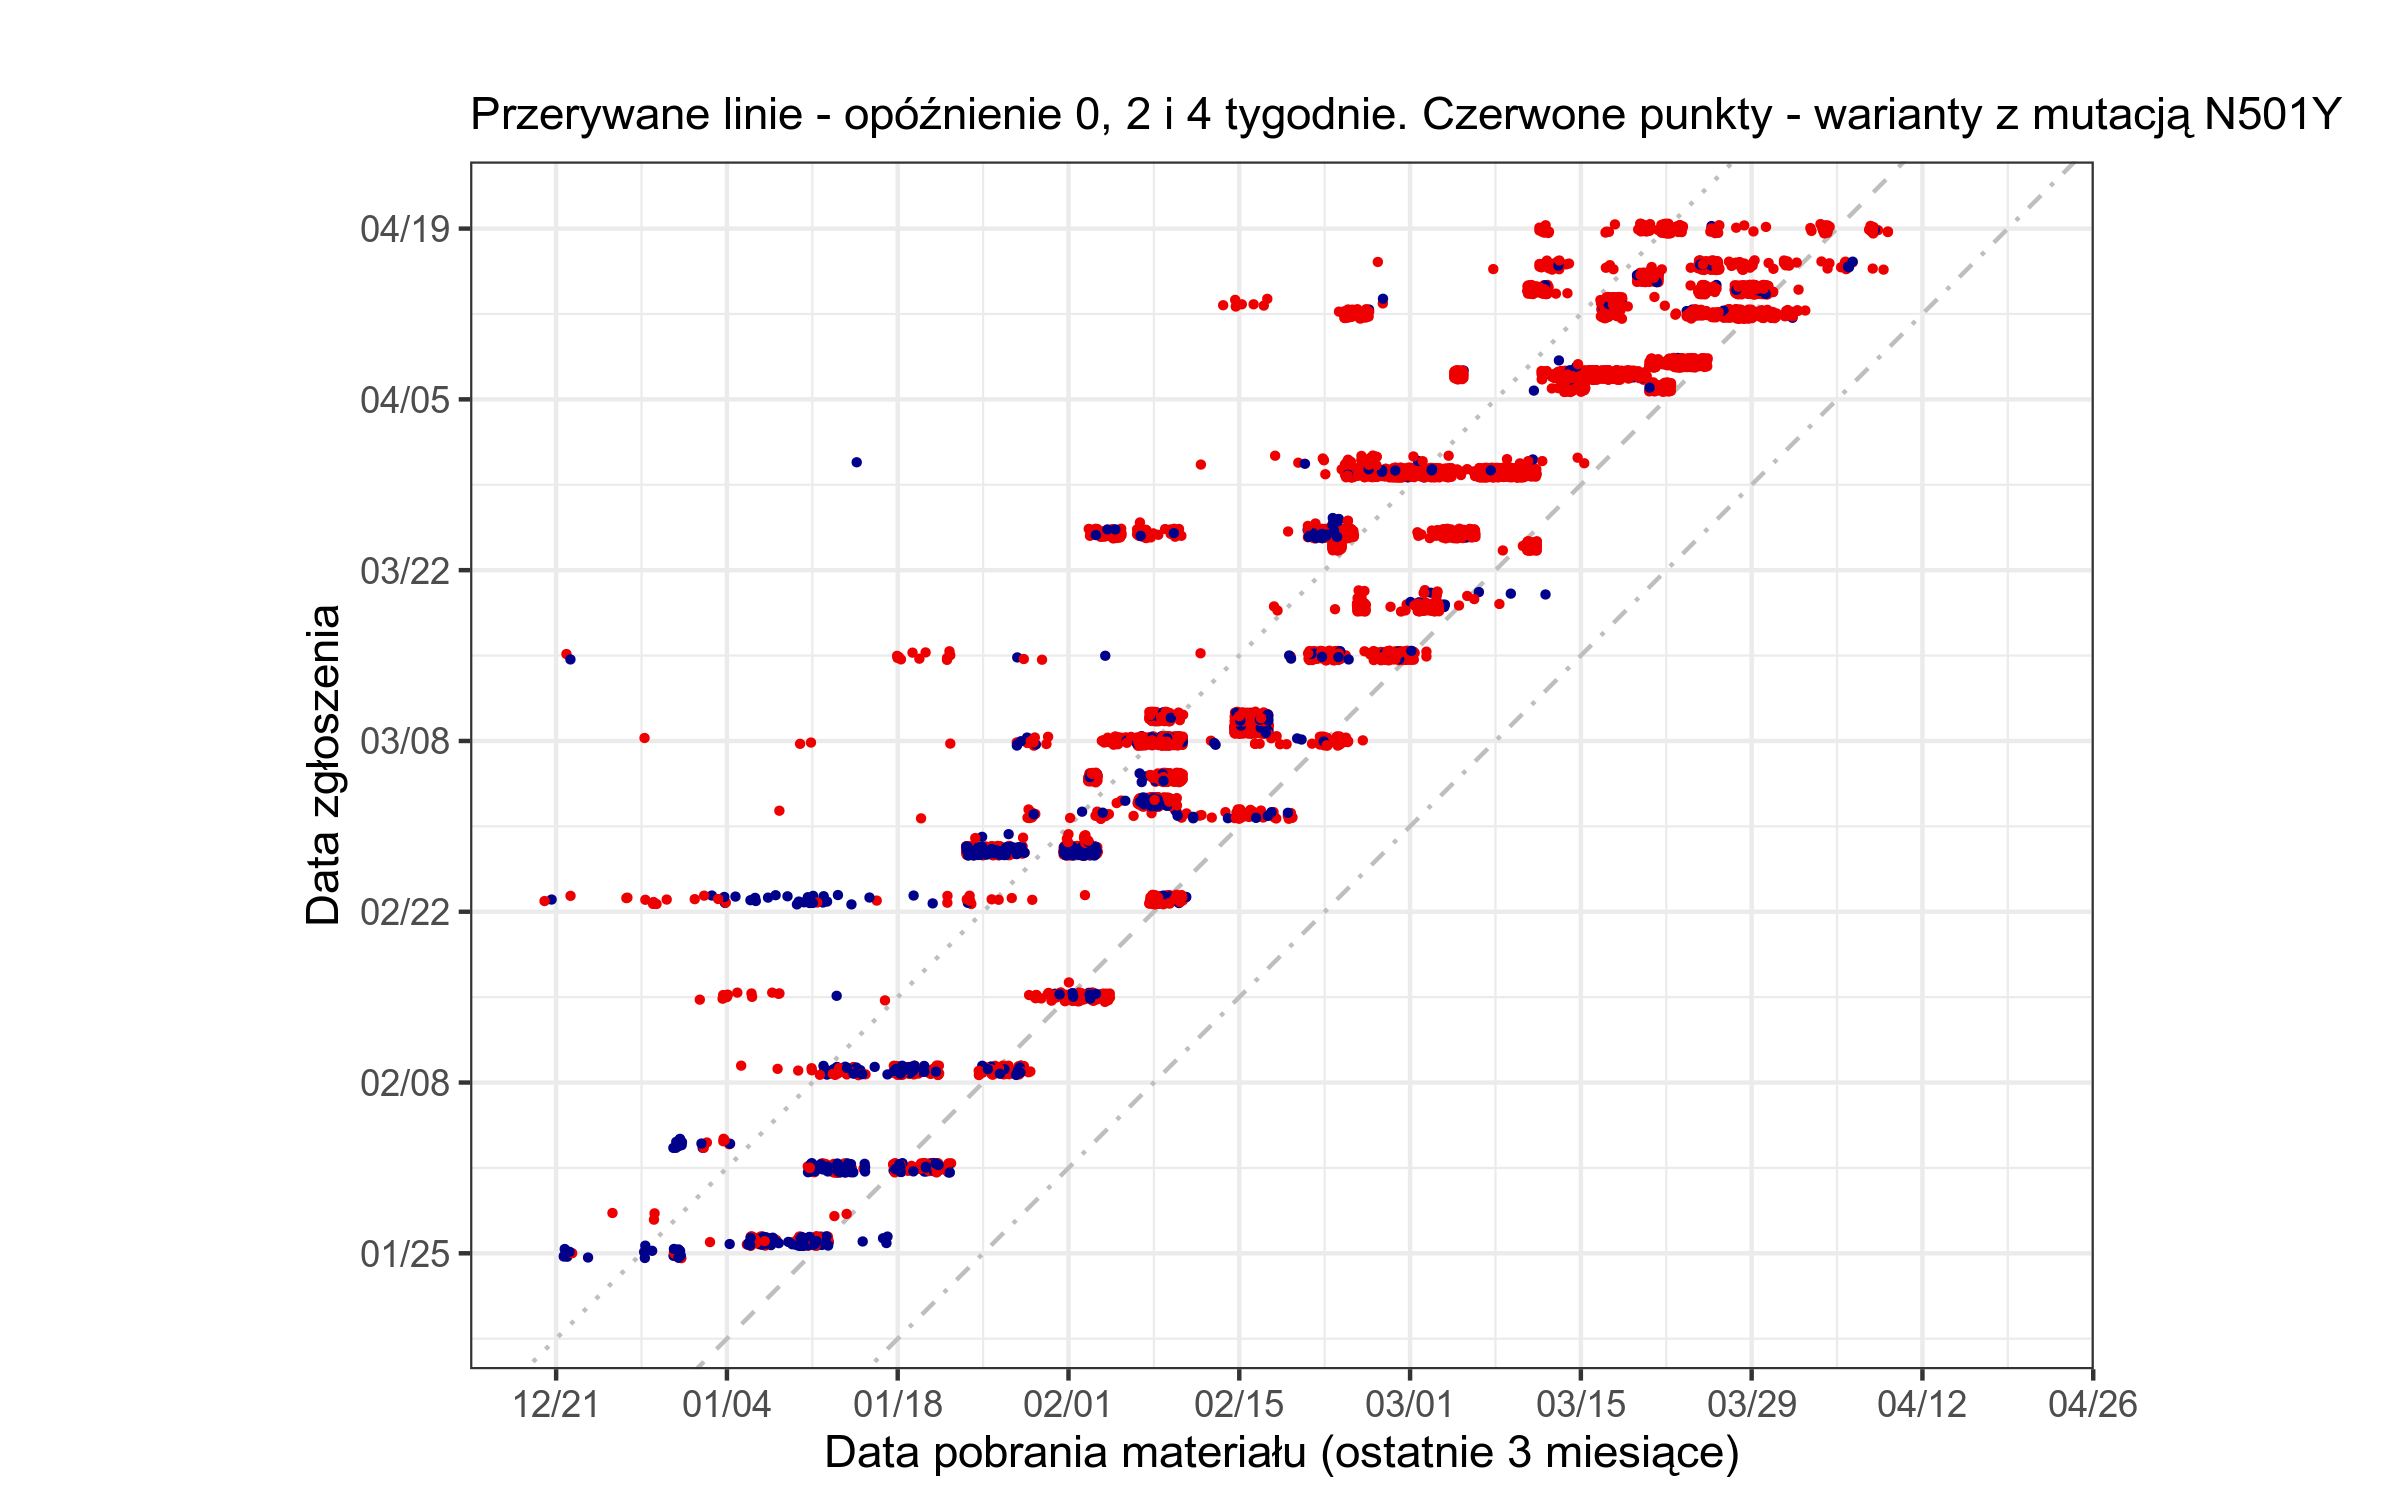 Przerywane linie - opóźnienie 0, 2 i 4 tygodnie. Czerwone punkty - warianty z mutacją N501Y
Data zgłoszenia
04/19
04/05
03/22
03/08
02/22
02/08
01/25
12/21 01/04 01/18 02/01 02/15 03/01 03/15 03/29 04/12 04/26
Data pobrania materiału (ostatnie 3 miesiące)